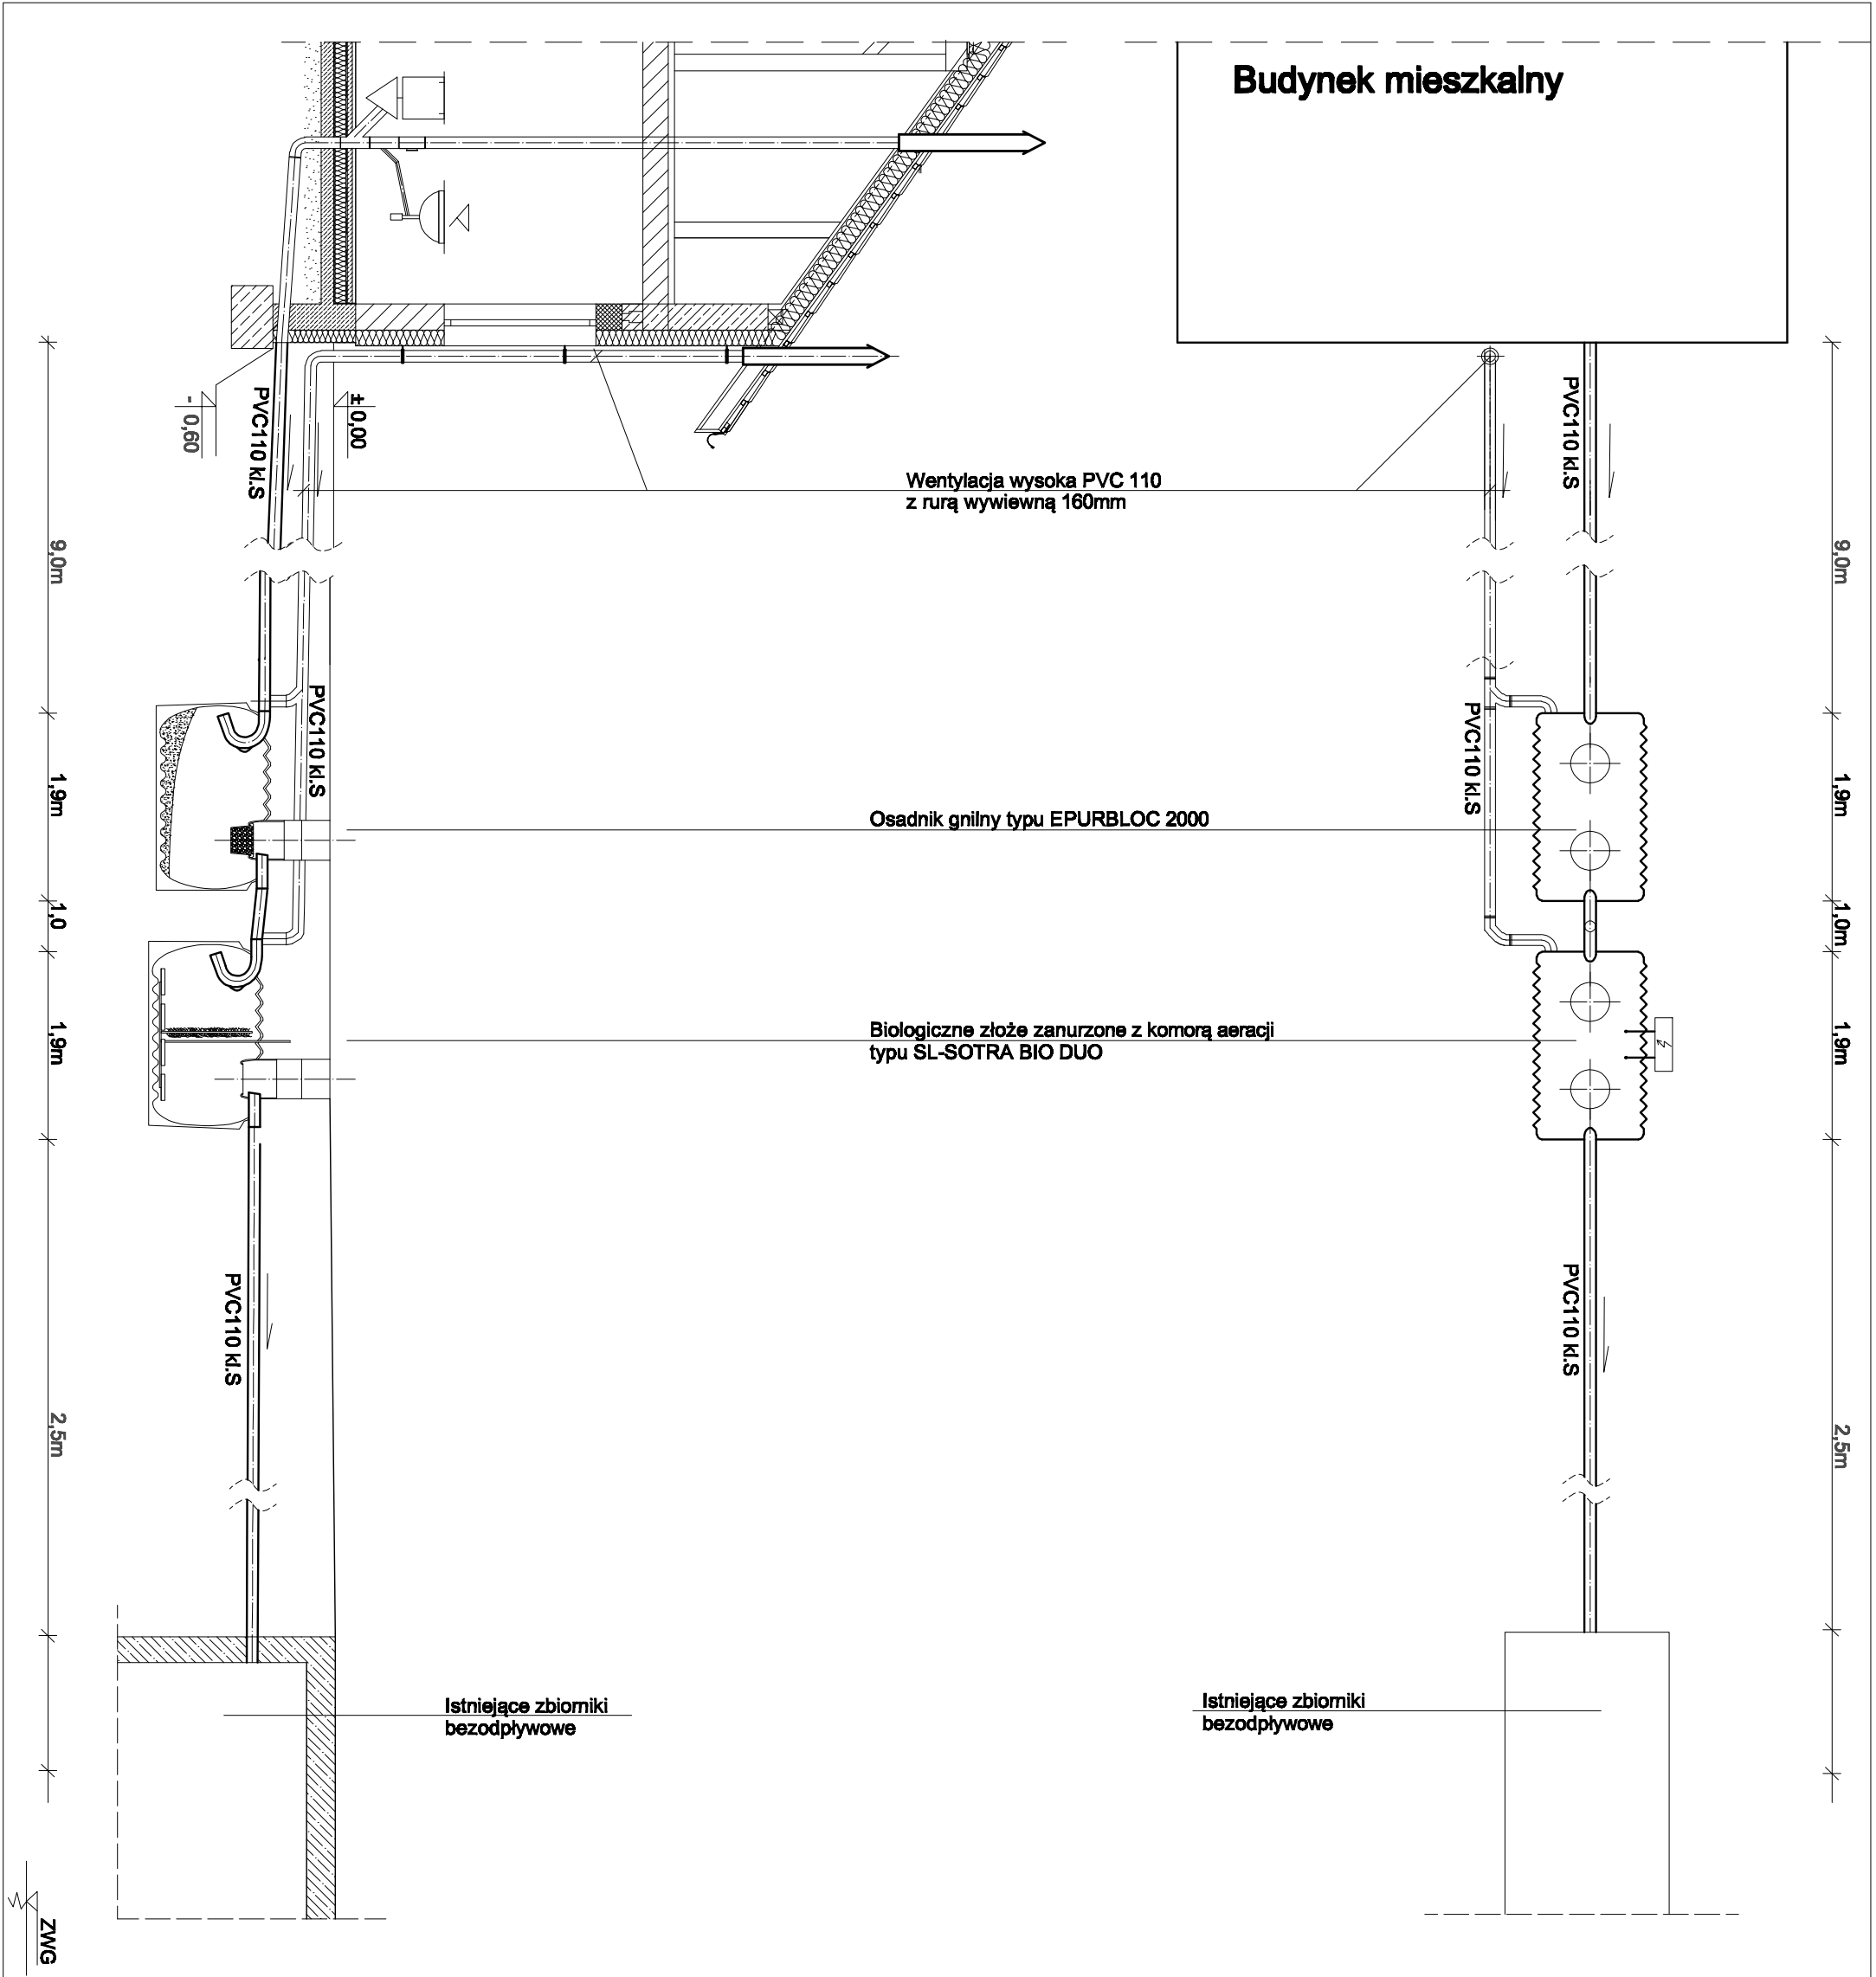 Budynek mieszkalny
PVC110 kl.S
± 0,00
- 0,60
PVC110 kl.S
Wentylacja wysoka PVC 110
z rurą wywiewną 160mm
9,0m
9,0m
PVC110 kl.S
PVC110 kl.S
1,9m
1,9m
Osadnik gnilny typu EPURBLOC 2000
1,0
1,0m
Biologiczne złoże zanurzone z komorą aeracji
typu SL-SOTRA BIO DUO
1,9m
1,9m
PVC110 kl.S
PVC110 kl.S
2,5m
2,5m
Istniejące zbiorniki
bezodpływowe
Istniejące zbiorniki
bezodpływowe
ZWG